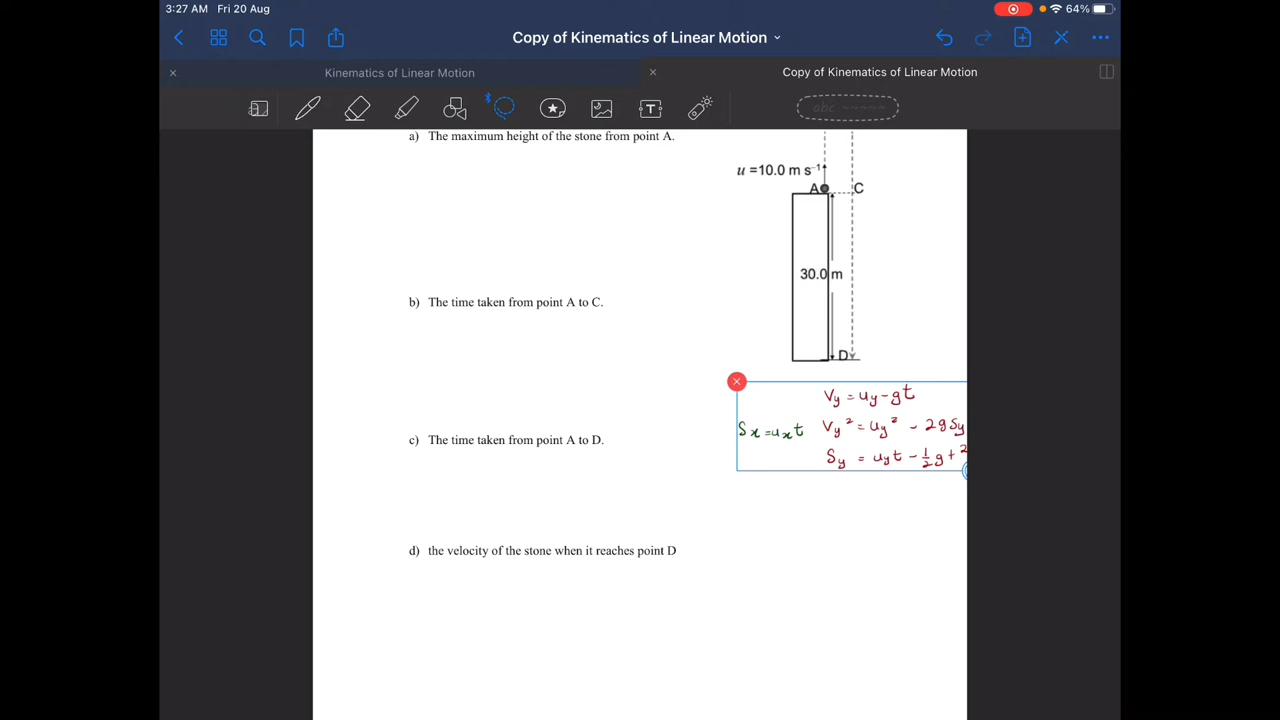 3:27 AM Fri 20 Aug
64%
Copy of Kinematics of Linear Motion
Kinematics of Linear Motion
Copy of Kinematics of Linear Motion
abc
a) The maximum height of the stone from point A.
u =10.0 m s⁻¹
A
C
30.0 m
b) The time taken from point A to C.
D
Vy = uy - gt
Sx = uxt
Vy² = uy² - 2gSy
Sy = uyt - ½gt²
c) The time taken from point A to D.
d) the velocity of the stone when it reaches point D